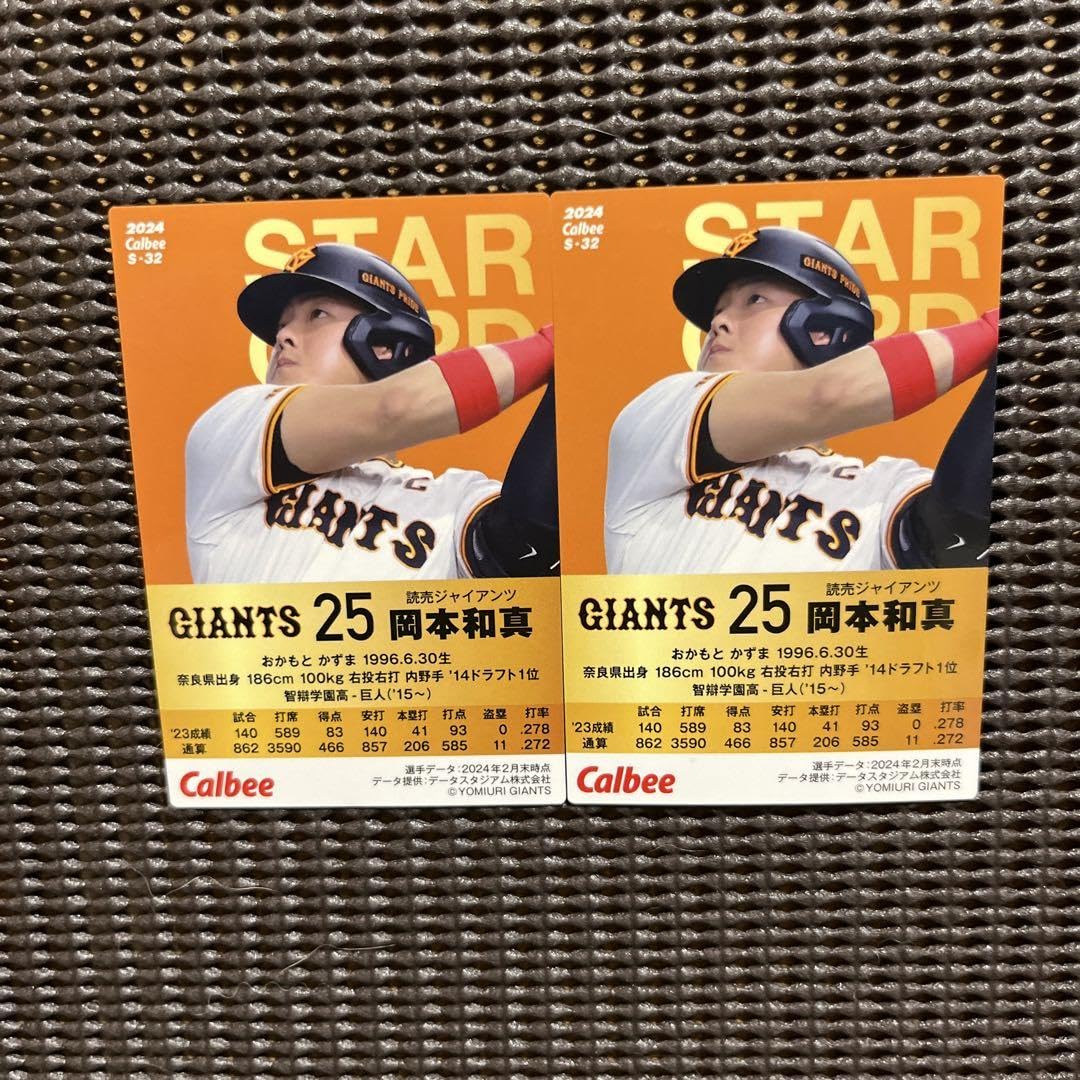 2024
Calbee
S-32
STAR
CARD
GIANTS PRIDE
GIANTS
C
GIANTS 25 読売ジャイアンツ
岡本和真
おかもと かずま 1996.6.30生
奈良県出身 186cm 100kg 右投右打 内野手 '14ドラフト1位
智辯学園高-巨人('15〜)
試合 打席 得点 安打 本塁打 打点 盗塁 打率
'23成績 140 589 83 140 41 93 0 .278
通算 862 3590 466 857 206 585 11 .272
Calbee
選手データ:2024年2月末時点
データ提供:データスタジアム株式会社
©YOMIURI GIANTS
2024
Calbee
S-32
STAR
CARD
GIANTS PRIDE
GIANTS
C
GIANTS 25 読売ジャイアンツ
岡本和真
おかもと かずま 1996.6.30生
奈良県出身 186cm 100kg 右投右打 内野手 '14ドラフト1位
智辯学園高-巨人('15〜)
試合 打席 得点 安打 本塁打 打点 盗塁 打率
'23成績 140 589 83 140 41 93 0 .278
通算 862 3590 466 857 206 585 11 .272
Calbee
選手データ:2024年2月末時点
データ提供:データスタジアム株式会社
©YOMIURI GIANTS